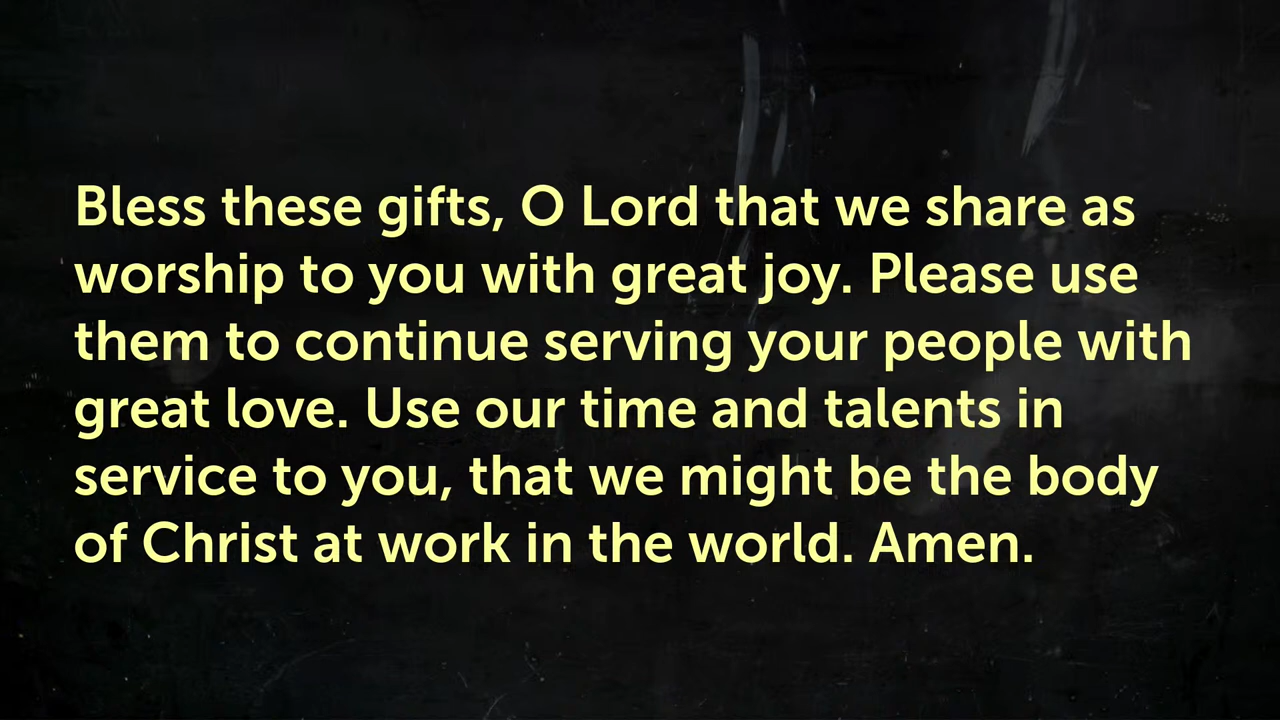 Bless these gifts, O Lord that we share as
worship to you with great joy. Please use
them to continue serving your people with
great love. Use our time and talents in
service to you, that we might be the body
of Christ at work in the world. Amen.